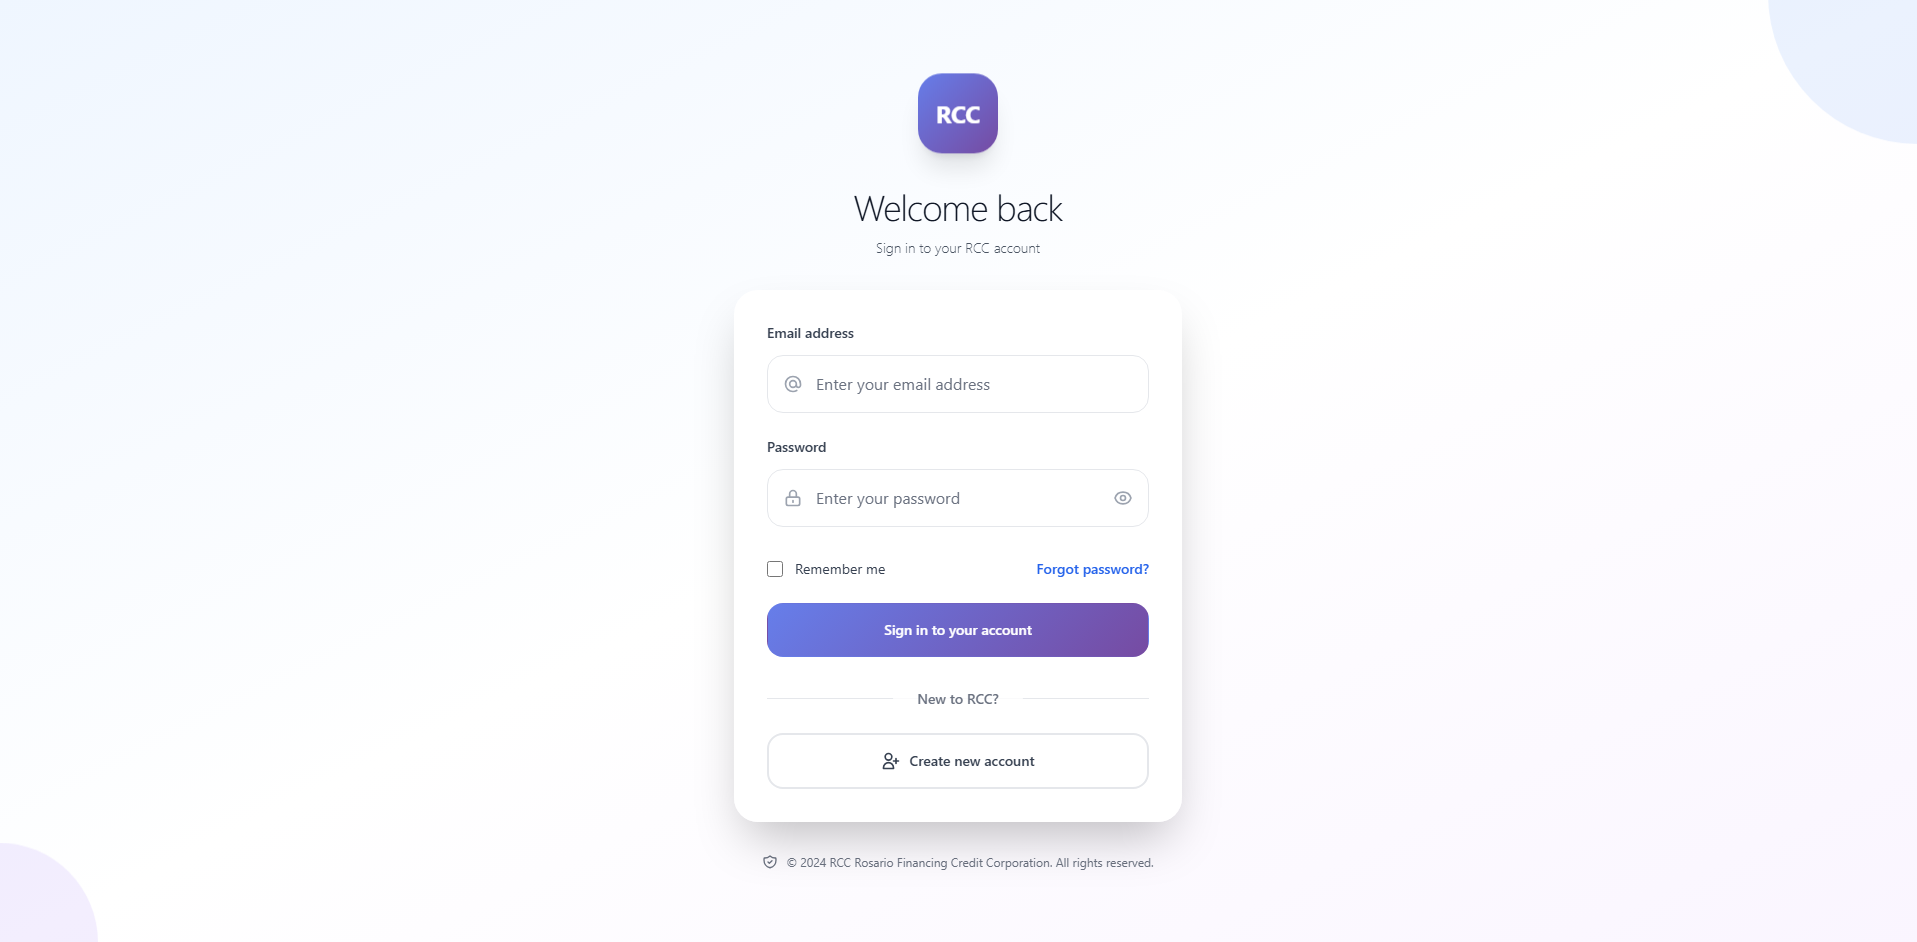 RCC
Welcome back
Sign in to your RCC account
Email address
Enter your email address
Password
Enter your password
Remember me
Forgot password?
Sign in to your account
New to RCC?
Create new account
© 2024 RCC Rosario Financing Credit Corporation. All rights reserved.